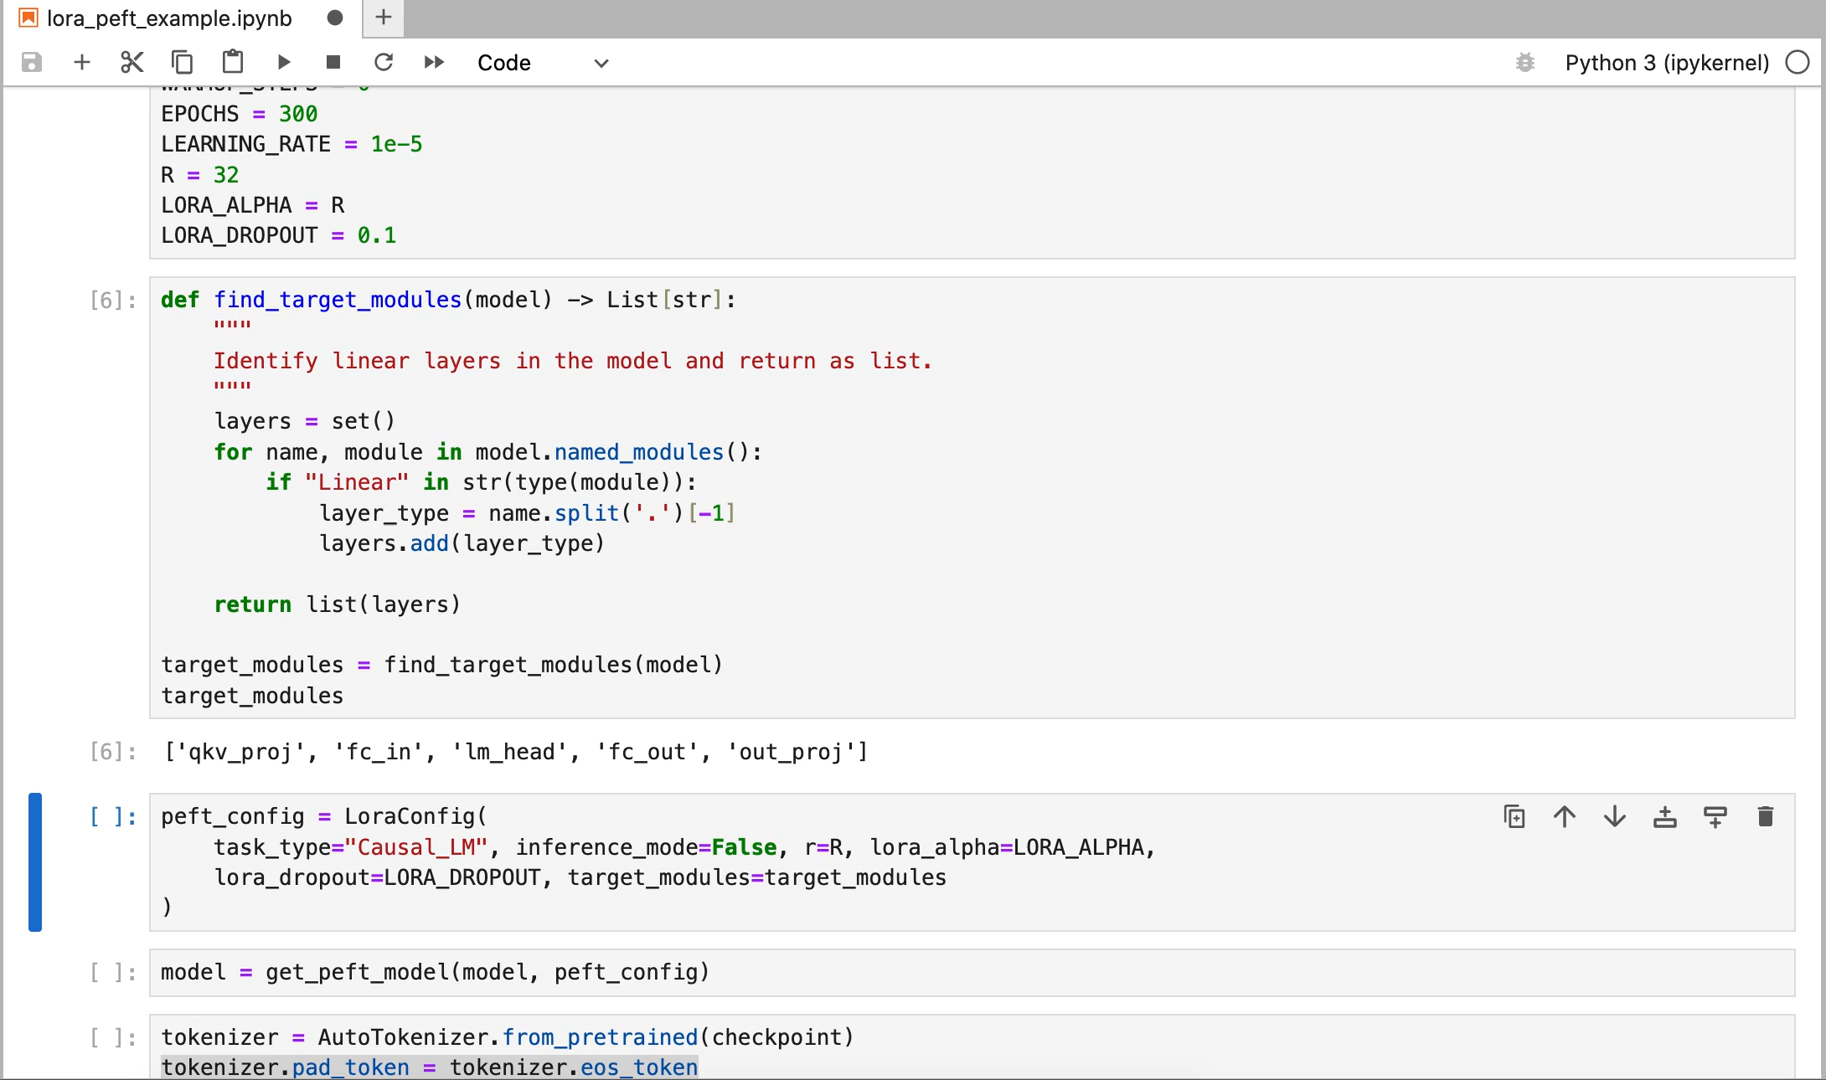 lora_peft_example.ipynb
Code
Python 3 (ipykernel)
EPOCHS = 300
LEARNING_RATE = 1e-5
R = 32
LORA_ALPHA = R
LORA_DROPOUT = 0.1
[6]: def find_target_modules(model) -> List[str]:
"""
Identify linear layers in the model and return as list.
"""
layers = set()
for name, module in model.named_modules():
if "Linear" in str(type(module)):
layer_type = name.split('.')[-1]
layers.add(layer_type)
return list(layers)
target_modules = find_target_modules(model)
target_modules
[6]: ['qkv_proj', 'fc_in', 'lm_head', 'fc_out', 'out_proj']
[ ]: peft_config = LoraConfig(
task_type="Causal_LM", inference_mode=False, r=R, lora_alpha=LORA_ALPHA,
lora_dropout=LORA_DROPOUT, target_modules=target_modules
)
[ ]: model = get_peft_model(model, peft_config)
[ ]: tokenizer = AutoTokenizer.from_pretrained(checkpoint)
tokenizer.pad_token = tokenizer.eos_token